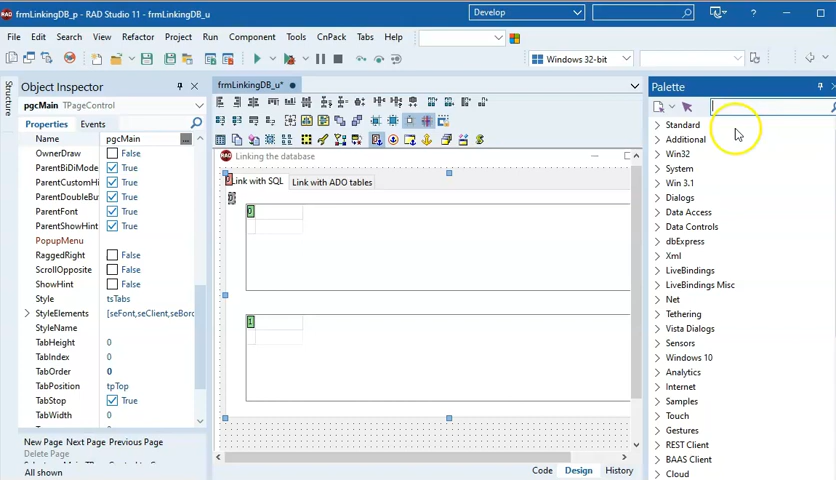 frmLinkingDB_p - RAD Studio 11 - frmLinkingDB_u
Develop
File Edit Search View Refactor Project Run Component CnPack Tabs Help
Windows 32-bit
Object Inspector
pgcMain TPageControl
Properties Events
Name pgcMain
OwnerDraw False
ParentBiDiMode True
ParentCustomHi True
ParentDoubleBu True
ParentFont True
ParentShowHint True
PopupMenu
RaggedRight False
ScrollOpposite False
ShowHint False
Style tsTabs
StyleElements [seFont,seClient,seBorc
StyleName
TabHeight 0
TabIndex 0
TabOrder 0
TabPosition tpTop
TabStop True
TabWidth 0
New Page Next Page Previous Page
Delete Page
All shown
Structure
frmLinkingDB_u*
Linking the database
Link with SQL Link with ADO tables
0
1
Code Design History
Palette
Standard
Additional
Win32
System
Win 3.1
Dialogs
Data Access
Data Controls
dbExpress
Xml
LiveBindings
LiveBindings Misc
Net
Tethering
Vista Dialogs
Sensors
Windows 10
Analytics
Internet
Samples
Touch
Gestures
REST Client
BAAS Client
Cloud